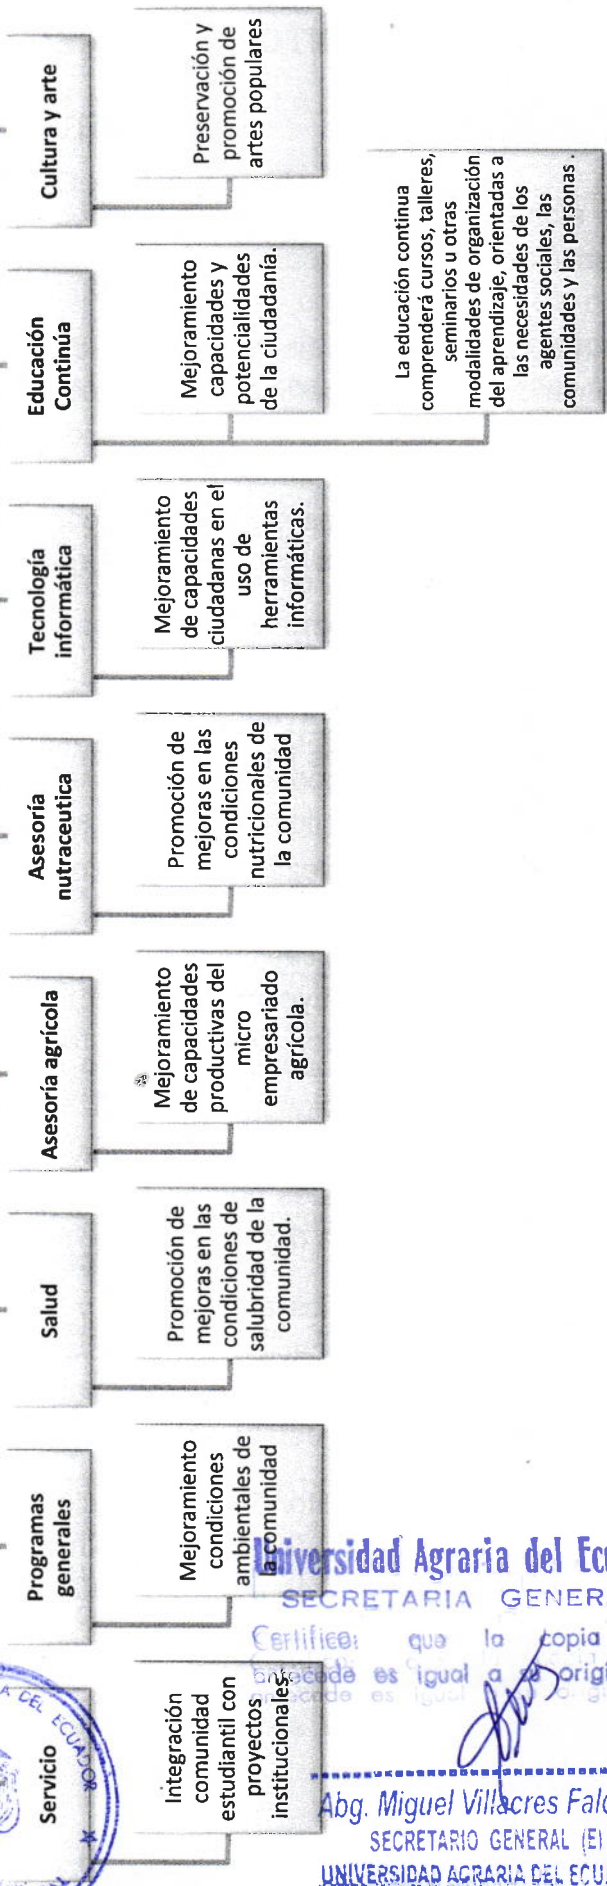 Servicio
Integración
comunidad
estudiantil con
proyectos
institucionales.
Programas
generales
Mejoramiento
condiciones
ambientales de
la comunidad
Salud
Promoción de
mejoras en las
condiciones de
salubridad de la
comunidad.
Asesoría agrícola
Mejoramiento
de capacidades
productivas del
micro
empresariado
agrícola.
Asesoría
nutraceutica
Promoción de
mejoras en las
condiciones
nutricionales de
la comunidad
Tecnología
informática
Mejoramiento
de capacidades
ciudadanas en el
uso de
herramientas
informáticas.
Educación
Continúa
Mejoramiento
capacidades y
potencialidades
de la ciudadanía.
La educación continua
comprenderá cursos, talleres,
seminarios u otras
modalidades de organización
del aprendizaje, orientadas a
las necesidades de los
agentes sociales, las
comunidades y las personas .
Cultura y arte
Preservación y
promoción de
artes populares
DEL ECUADOR
Universidad Agraria del Ecu
SECRETARIA GENER
Certifico: que la copia
antecede es igual a su origi
Abg. Miguel Villacres Falc
SECRETARIO GENERAL (E)
UNIVERSIDAD AGRARIA DEL ECU